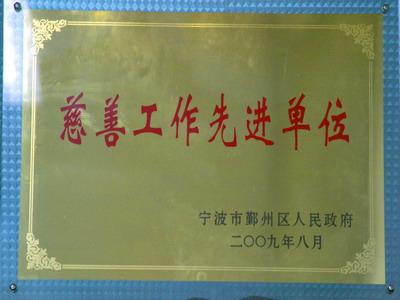 慈善工作先进单位
宁波市鄞州区人民政府
二〇〇九年八月